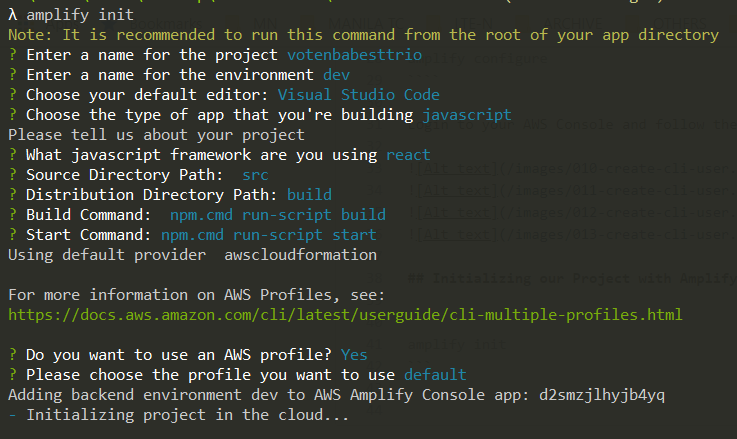 λ amplify init
Note: It is recommended to run this command from the root of your app directory
? Enter a name for the project votenbabesttrio
? Enter a name for the environment dev
? Choose your default editor: Visual Studio Code
? Choose the type of app that you're building javascript
Please tell us about your project
? What javascript framework are you using react
? Source Directory Path:  src
? Distribution Directory Path: build
? Build Command:  npm.cmd run-script build
? Start Command: npm.cmd run-script start
Using default provider  awscloudformation
## Initializing our Project with Amplify
For more information on AWS Profiles, see:
https://docs.aws.amazon.com/cli/latest/userguide/cli-multiple-profiles.html
? Do you want to use an AWS profile? Yes
? Please choose the profile you want to use default
Adding backend environment dev to AWS Amplify Console app: d2smzjlhyjb4yq
- Initializing project in the cloud...